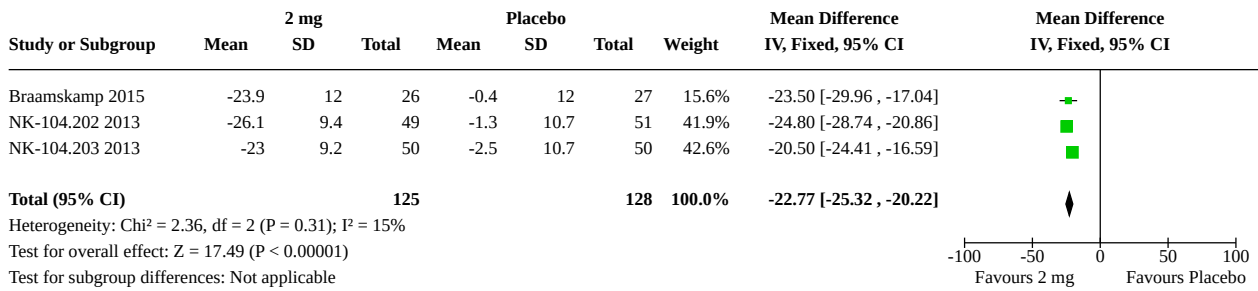 2 mg Placebo Mean Difference Mean Difference
Study or Subgroup Mean SD Total Mean SD Total Weight IV, Fixed, 95% CI IV, Fixed, 95% CI
Braamskamp 2015 -23.9 12 26 -0.4 12 27 15.6% -23.50 [-29.96 , -17.04]
NK-104.202 2013 -26.1 9.4 49 -1.3 10.7 51 41.9% -24.80 [-28.74 , -20.86]
NK-104.203 2013 -23 9.2 50 -2.5 10.7 50 42.6% -20.50 [-24.41 , -16.59]
Total (95% CI) 125 128 100.0% -22.77 [-25.32 , -20.22]
Heterogeneity: Chi² = 2.36, df = 2 (P = 0.31); I² = 15%
Test for overall effect: Z = 17.49 (P < 0.00001)
Test for subgroup differences: Not applicable
-100 -50 0 50 100
Favours 2 mg Favours Placebo